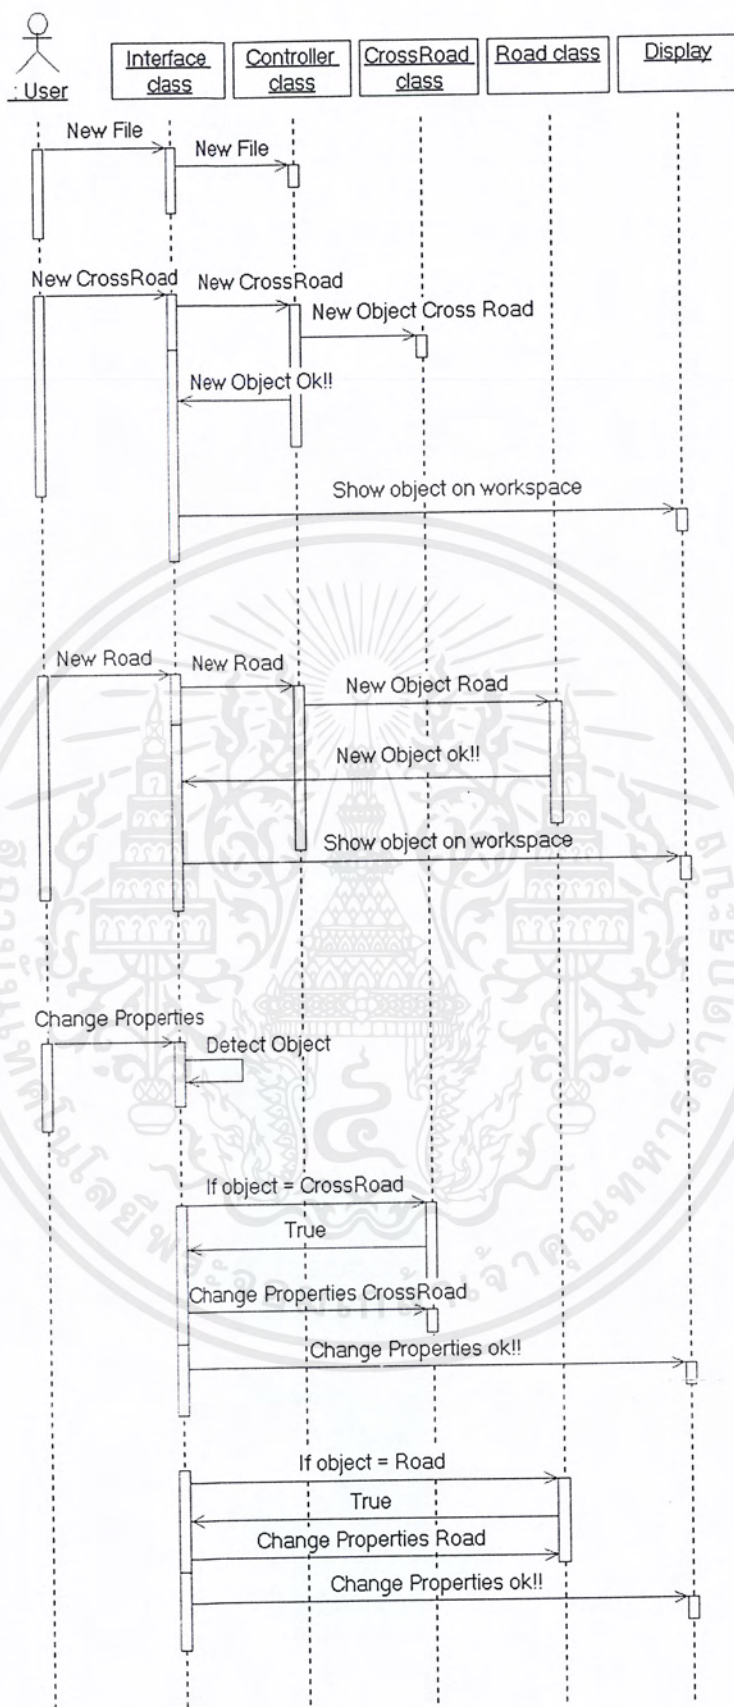 : User
Interface
class
Controller
class
CrossRoad
class
Road class
Display
New File
New File
New CrossRoad
New CrossRoad
New Object Cross Road
New Object Ok!!
Show object on workspace
New Road
New Road
New Object Road
New Object ok!!
Show object on workspace
Change Properties
Detect Object
If object = CrossRoad
True
Change Properties CrossRoad
Change Properties ok!!
If object = Road
True
Change Properties Road
Change Properties ok!!